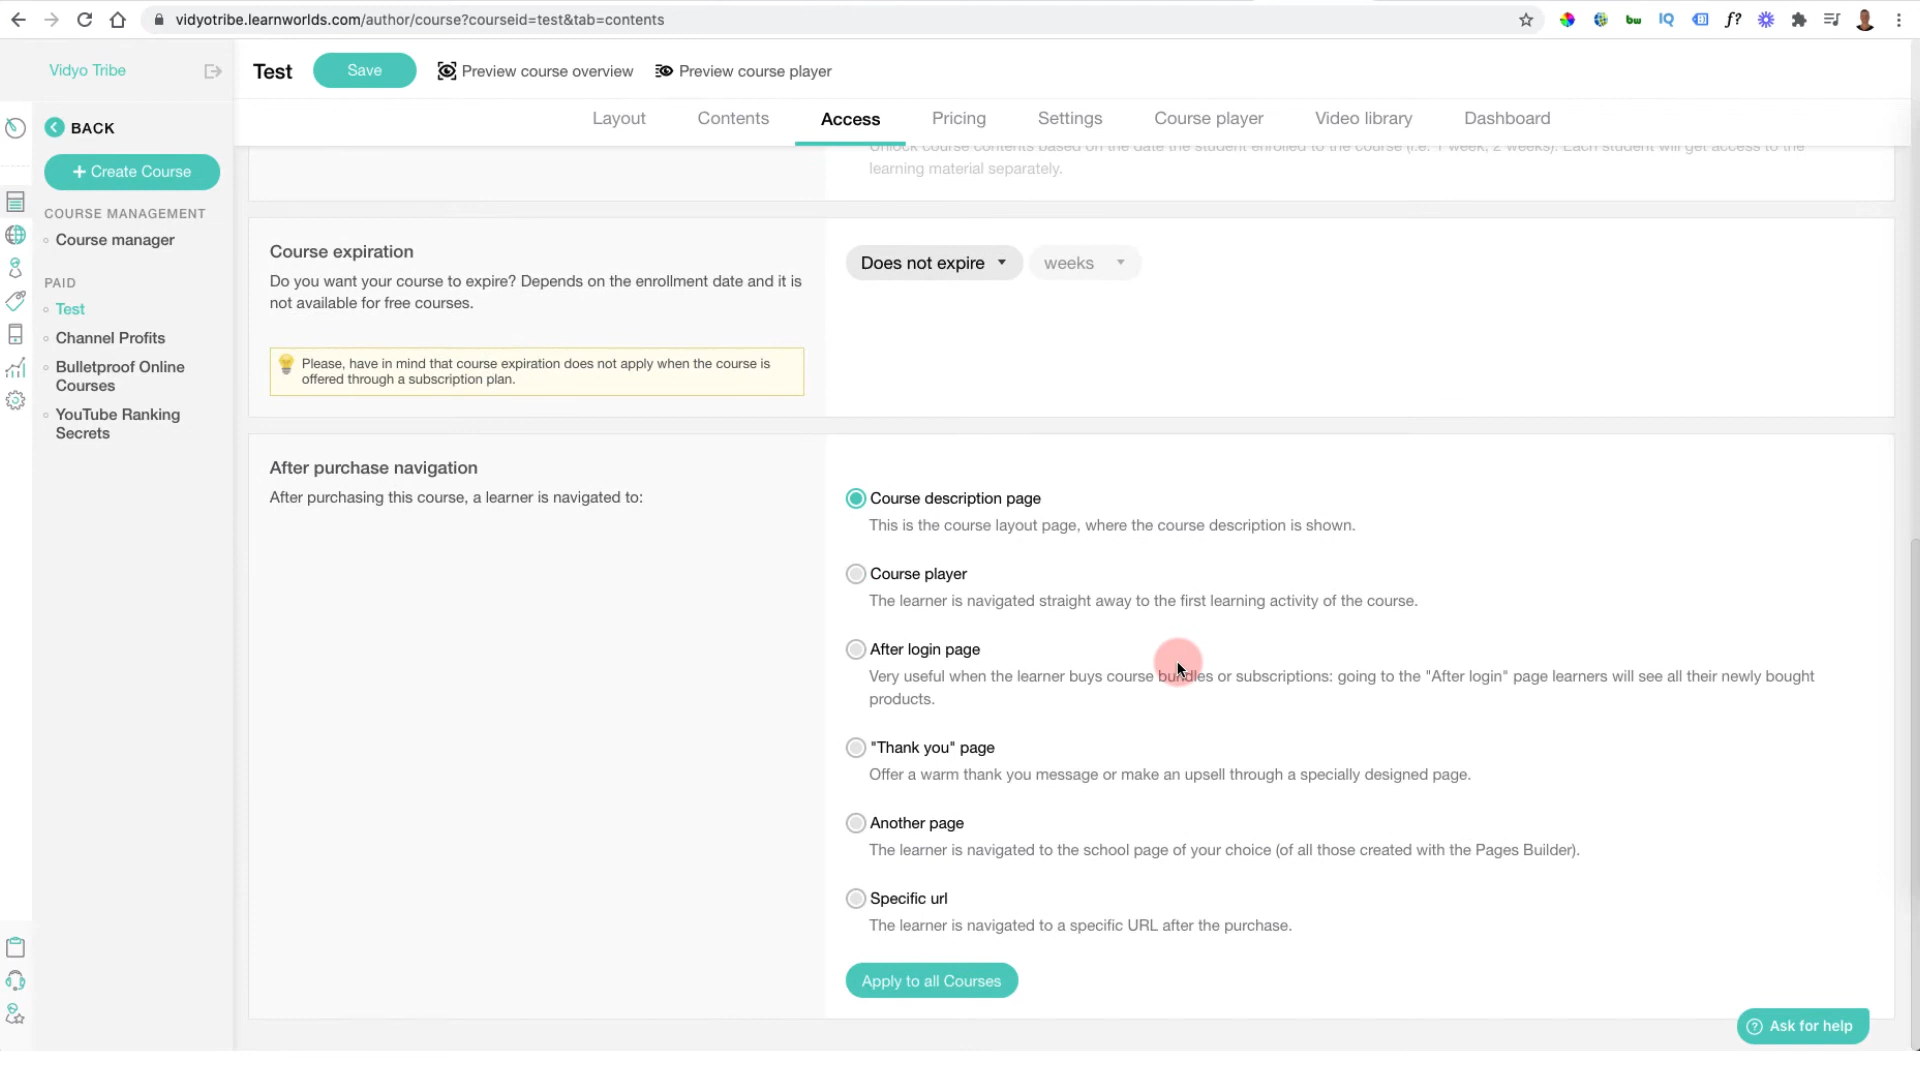 vidyotribe.learnworlds.com/author/course?courseid=test&tab=contents
bw
IQ
f?
Vidyo Tribe
Test
Save
Preview course overview
Preview course player
BACK
+ Create Course
COURSE MANAGEMENT
Course manager
PAID
Test
Channel Profits
Bulletproof Online
Courses
YouTube Ranking
Secrets
Layout
Contents
Access
Pricing
Settings
Course player
Video library
Dashboard
Unlock course contents based on the date the student enrolled to the course (i.e. 1 week, 2 weeks). Each student will get access to the
learning material separately.
Course expiration
Do you want your course to expire? Depends on the enrollment date and it is
not available for free courses.
Please, have in mind that course expiration does not apply when the course is
offered through a subscription plan.
Does not expire
weeks
After purchase navigation
After purchasing this course, a learner is navigated to:
Course description page
This is the course layout page, where the course description is shown.
Course player
The learner is navigated straight away to the first learning activity of the course.
After login page
Very useful when the learner buys course bundles or subscriptions: going to the "After login" page learners will see all their newly bought
products.
"Thank you" page
Offer a warm thank you message or make an upsell through a specially designed page.
Another page
The learner is navigated to the school page of your choice (of all those created with the Pages Builder).
Specific url
The learner is navigated to a specific URL after the purchase.
Apply to all Courses
? Ask for help